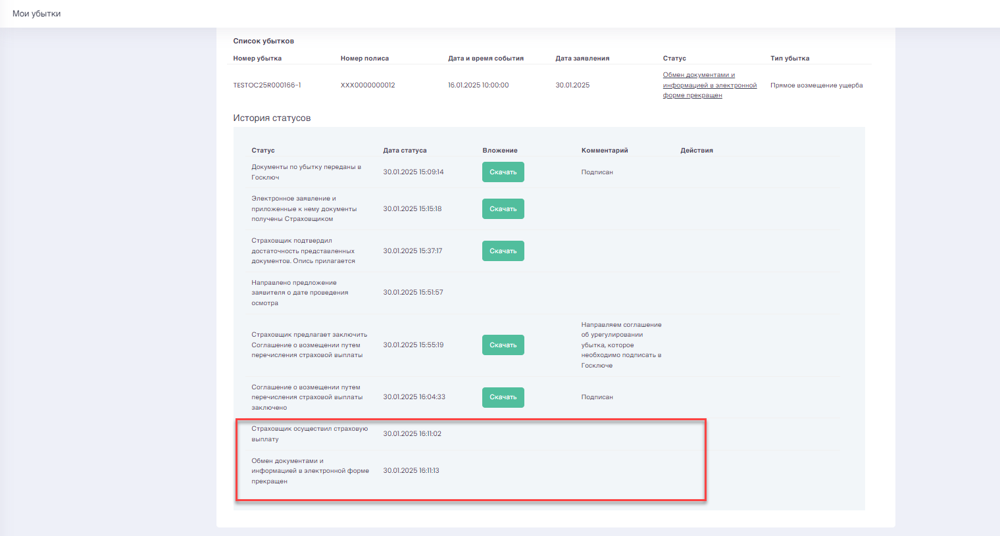 Мои убытки
Список убытков
Номер убытка Номер полиса Дата и время события Дата заявления Статус Тип убытка
TESTOC25R000166-1 XXX0000000012 16.01.2025 10:00:00 30.01.2025 Обмен документами и
информацией в электронной
форме прекращен
Прямое возмещение ущерба
История статусов
Статус Дата статуса Вложение Комментарий Действия
Документы по убытку переданы в
Госключ
30.01.2025 15:09:14 Скачать Подписан
Электронное заявление и
приложенные к нему документы
получены Страховщиком
30.01.2025 15:15:18 Скачать
Страховщик подтвердил
достаточность представленных
документов. Опись прилагается
30.01.2025 15:37:17 Скачать
Направлено предложение
заявителя о дате проведения
осмотра
30.01.2025 15:51:57
Страховщик предлагает заключить
Соглашение о возмещении путем
перечисления страховой выплаты
30.01.2025 15:55:19 Скачать
Направляем соглашение
об урегулировании
убытка, которое
необходимо подписать в
Госключе
Соглашение о возмещении путем
перечисления страховой выплаты
заключено
30.01.2025 16:04:33 Скачать Подписан
Страховщик осуществил страховую
выплату
30.01.2025 16:11:02
Обмен документами и
информацией в электронной форме
прекращен
30.01.2025 16:11:13